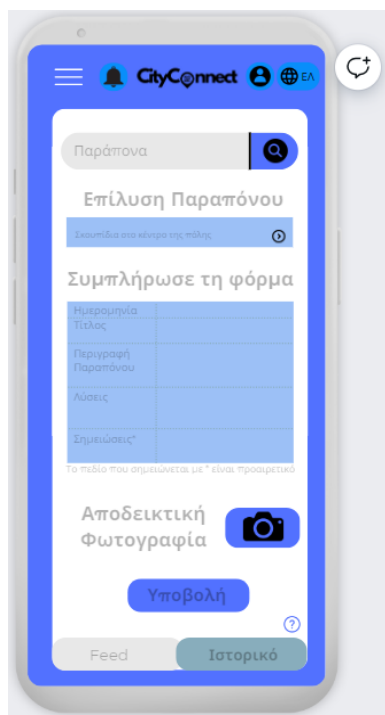 CityConnect
ΕΛ
Παράπονα
Επίλυση Παραπόνου
Σκουπίδια στο κέντρο της πόλης
Συμπλήρωσε τη φόρμα
Ημερομηνία
Τίτλος
Περιγραφή
Παραπόνου
Λύσεις
Σημειώσεις*
Το πεδίο που σημειώνεται με * είναι προαιρετικό
Αποδεικτική
Φωτογραφία
Υποβολή
?
Feed
Ιστορικό